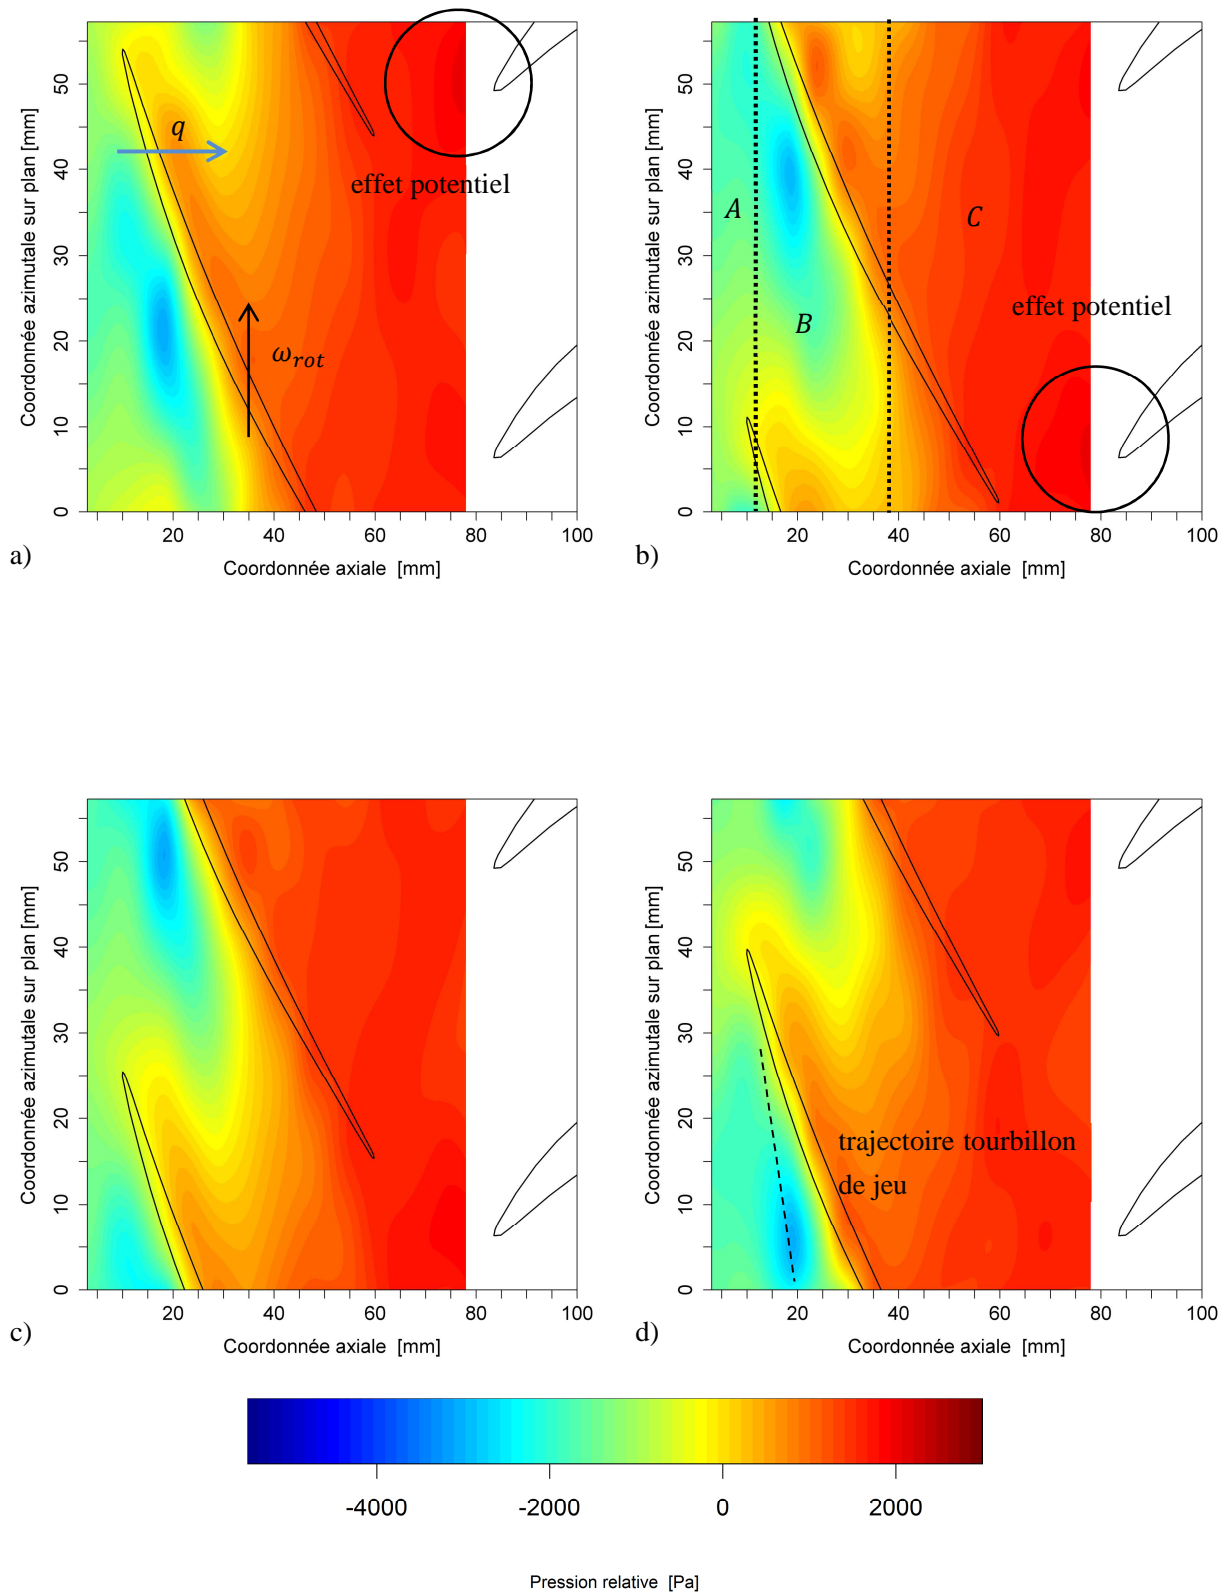 50
40
30
20
10
0
Coordonnée azimutale sur plan [mm]
q
ω_rot
effet potentiel
20 40 60 80 100
Coordonnée axiale [mm]
a)
50
40
30
20
10
0
Coordonnée azimutale sur plan [mm]
A
B
C
effet potentiel
20 40 60 80 100
Coordonnée axiale [mm]
b)
50
40
30
20
10
0
Coordonnée azimutale sur plan [mm]
20 40 60 80 100
Coordonnée axiale [mm]
c)
50
40
30
20
10
0
Coordonnée azimutale sur plan [mm]
trajectoire tourbillon
de jeu
20 40 60 80 100
Coordonnée axiale [mm]
d)
-4000 -2000 0 2000
Pression relative [Pa]